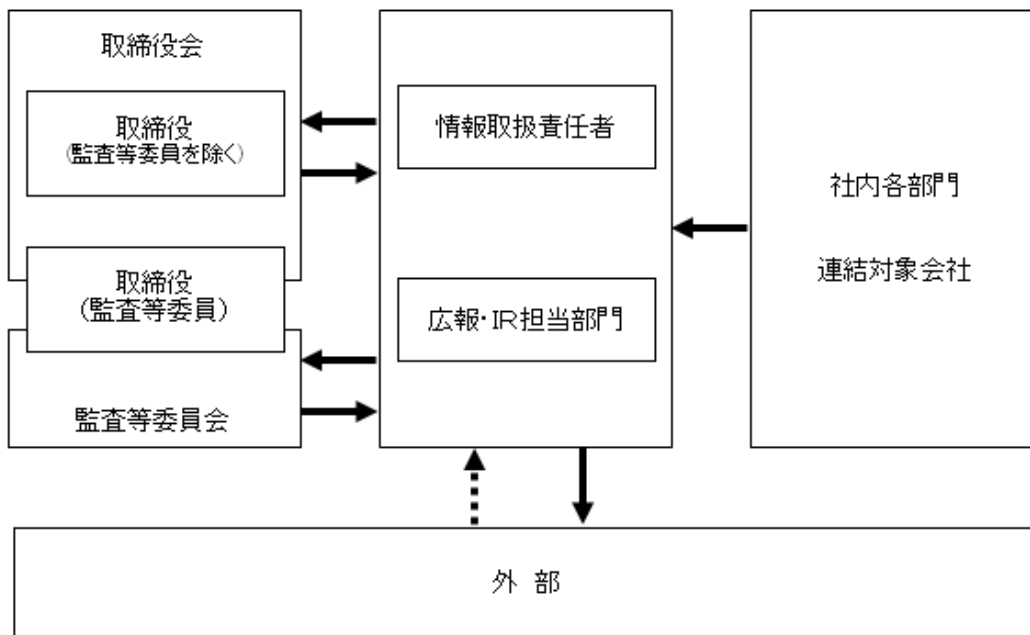 取締役会
取締役
(監査等委員を除く)
取締役
(監査等委員)
監査等委員会
情報取扱責任者
広報・IR担当部門
社内各部門
連結対象会社
外 部